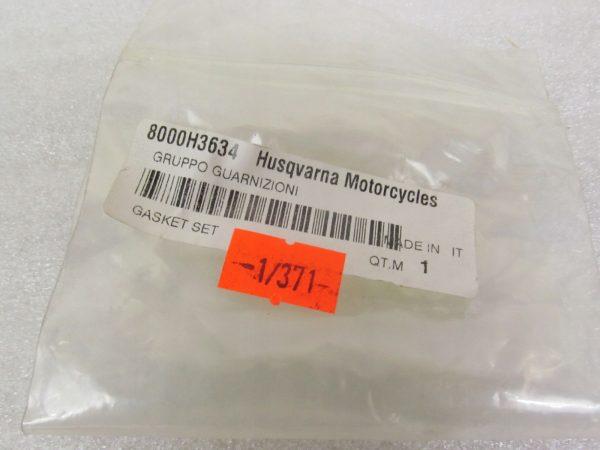 8000H3634 Husqvarna Motorcycles
GRUPPO GUARNIZIONI
GASKET SET
MADE IN IT
QT.M 1
-1/371-